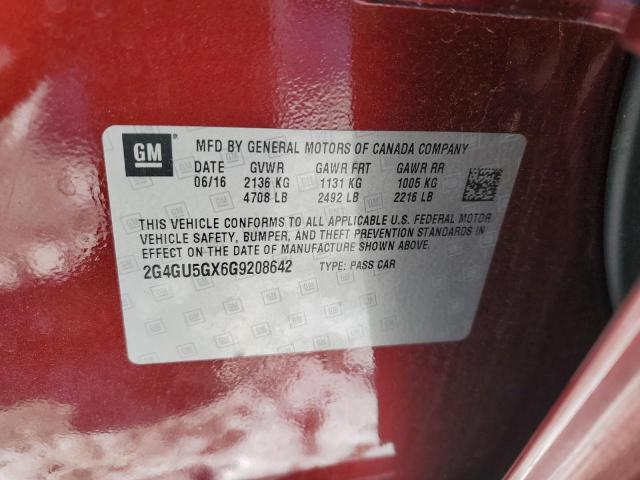 GM
MFD BY GENERAL MOTORS OF CANADA COMPANY
DATE GVWR GAWR FRT GAWR RR
06/16 2136 KG 1131 KG 1005 KG
4708 LB 2492 LB 2216 LB
THIS VEHICLE CONFORMS TO ALL APPLICABLE U.S. FEDERAL MOTOR
VEHICLE SAFETY, BUMPER, AND THEFT PREVENTION STANDARDS IN
EFFECT ON THE DATE OF MANUFACTURE SHOWN ABOVE.
2G4GU5GX6G9208642 TYPE: PASS CAR